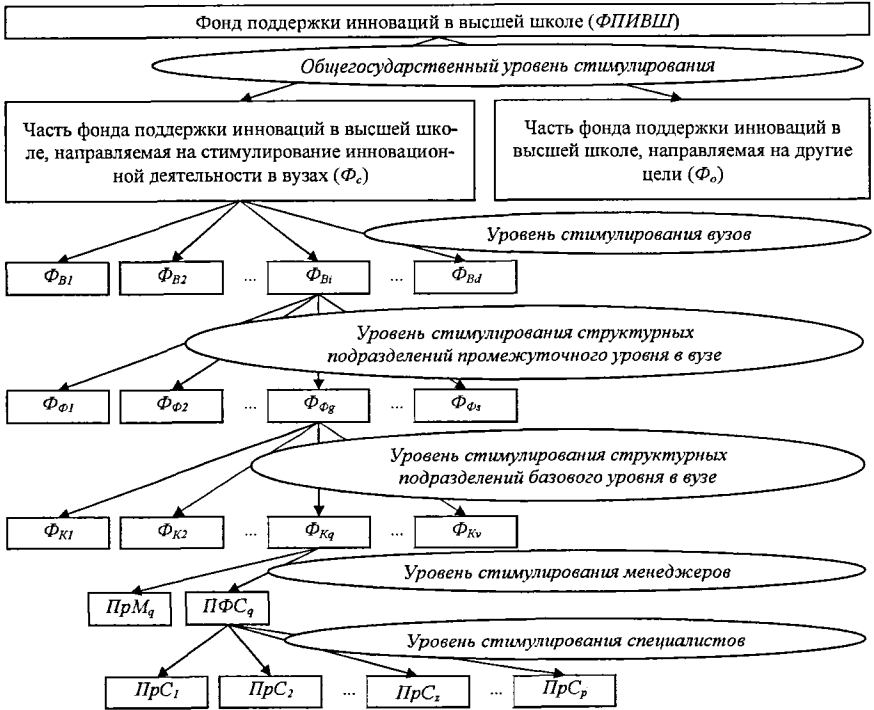 Фонд поддержки инноваций в высшей школе (ФПИВШ)
Общегосударственный уровень стимулирования
Часть фонда поддержки инноваций в высшей шко-
ле, направляемая на стимулирование инновацион-
ной деятельности в вузах (Фс)
Часть фонда поддержки инноваций в
высшей школе, направляемая на другие
цели (Фо)
Уровень стимулирования вузов
ФВ1 ФВ2 ... ФВi ... ФВd
Уровень стимулирования структурных
подразделений промежуточного уровня в вузе
ФФ1 ФФ2 ... ФФg ... ФФs
Уровень стимулирования структурных
подразделений базового уровня в вузе
ФК1 ФК2 ... ФКq ... ФКv
Уровень стимулирования менеджеров
ПрМq ПФСq
Уровень стимулирования специалистов
ПрС1 ПрС2 ... ПрСz ... ПрСp